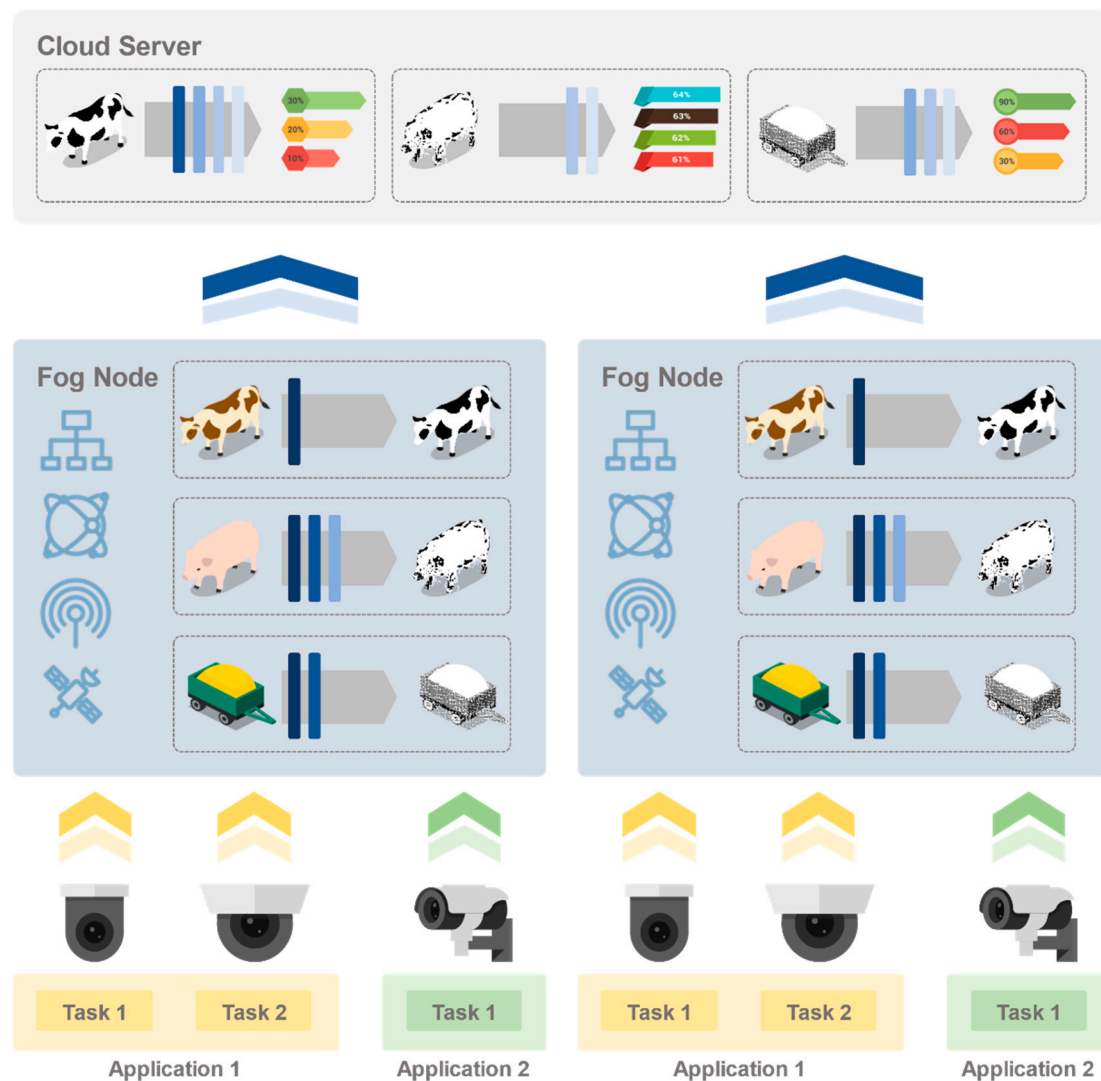 Cloud Server
30%
20%
10%
64%
63%
62%
61%
90%
60%
30%
Fog Node
Fog Node
Task 1
Task 2
Task 1
Task 1
Task 2
Task 1
Application 1
Application 2
Application 1
Application 2